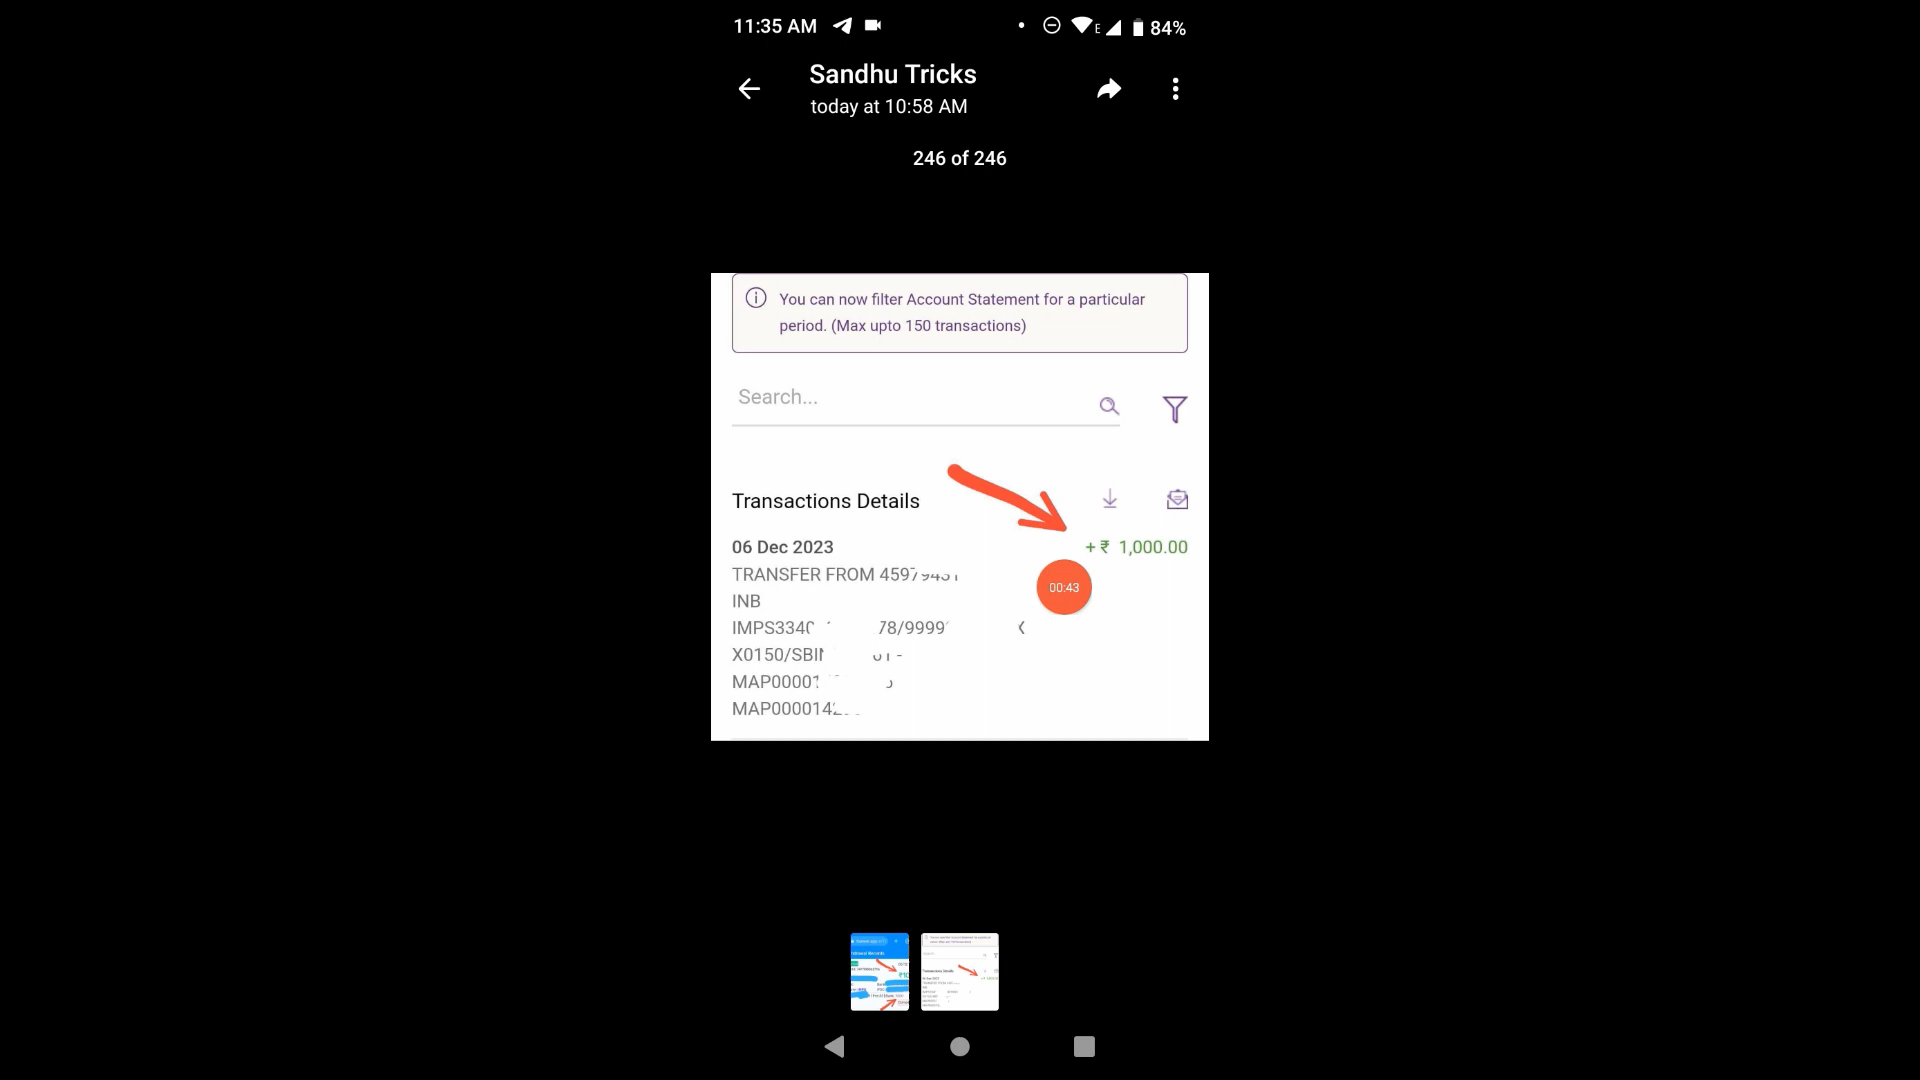 11:35 AM
E
84%
Sandhu Tricks
today at 10:58 AM
246 of 246
You can now filter Account Statement for a particular
period. (Max upto 150 transactions)
Search...
Transactions Details
06 Dec 2023
+ ₹ 1,000.00
TRANSFER FROM
00:43
INB